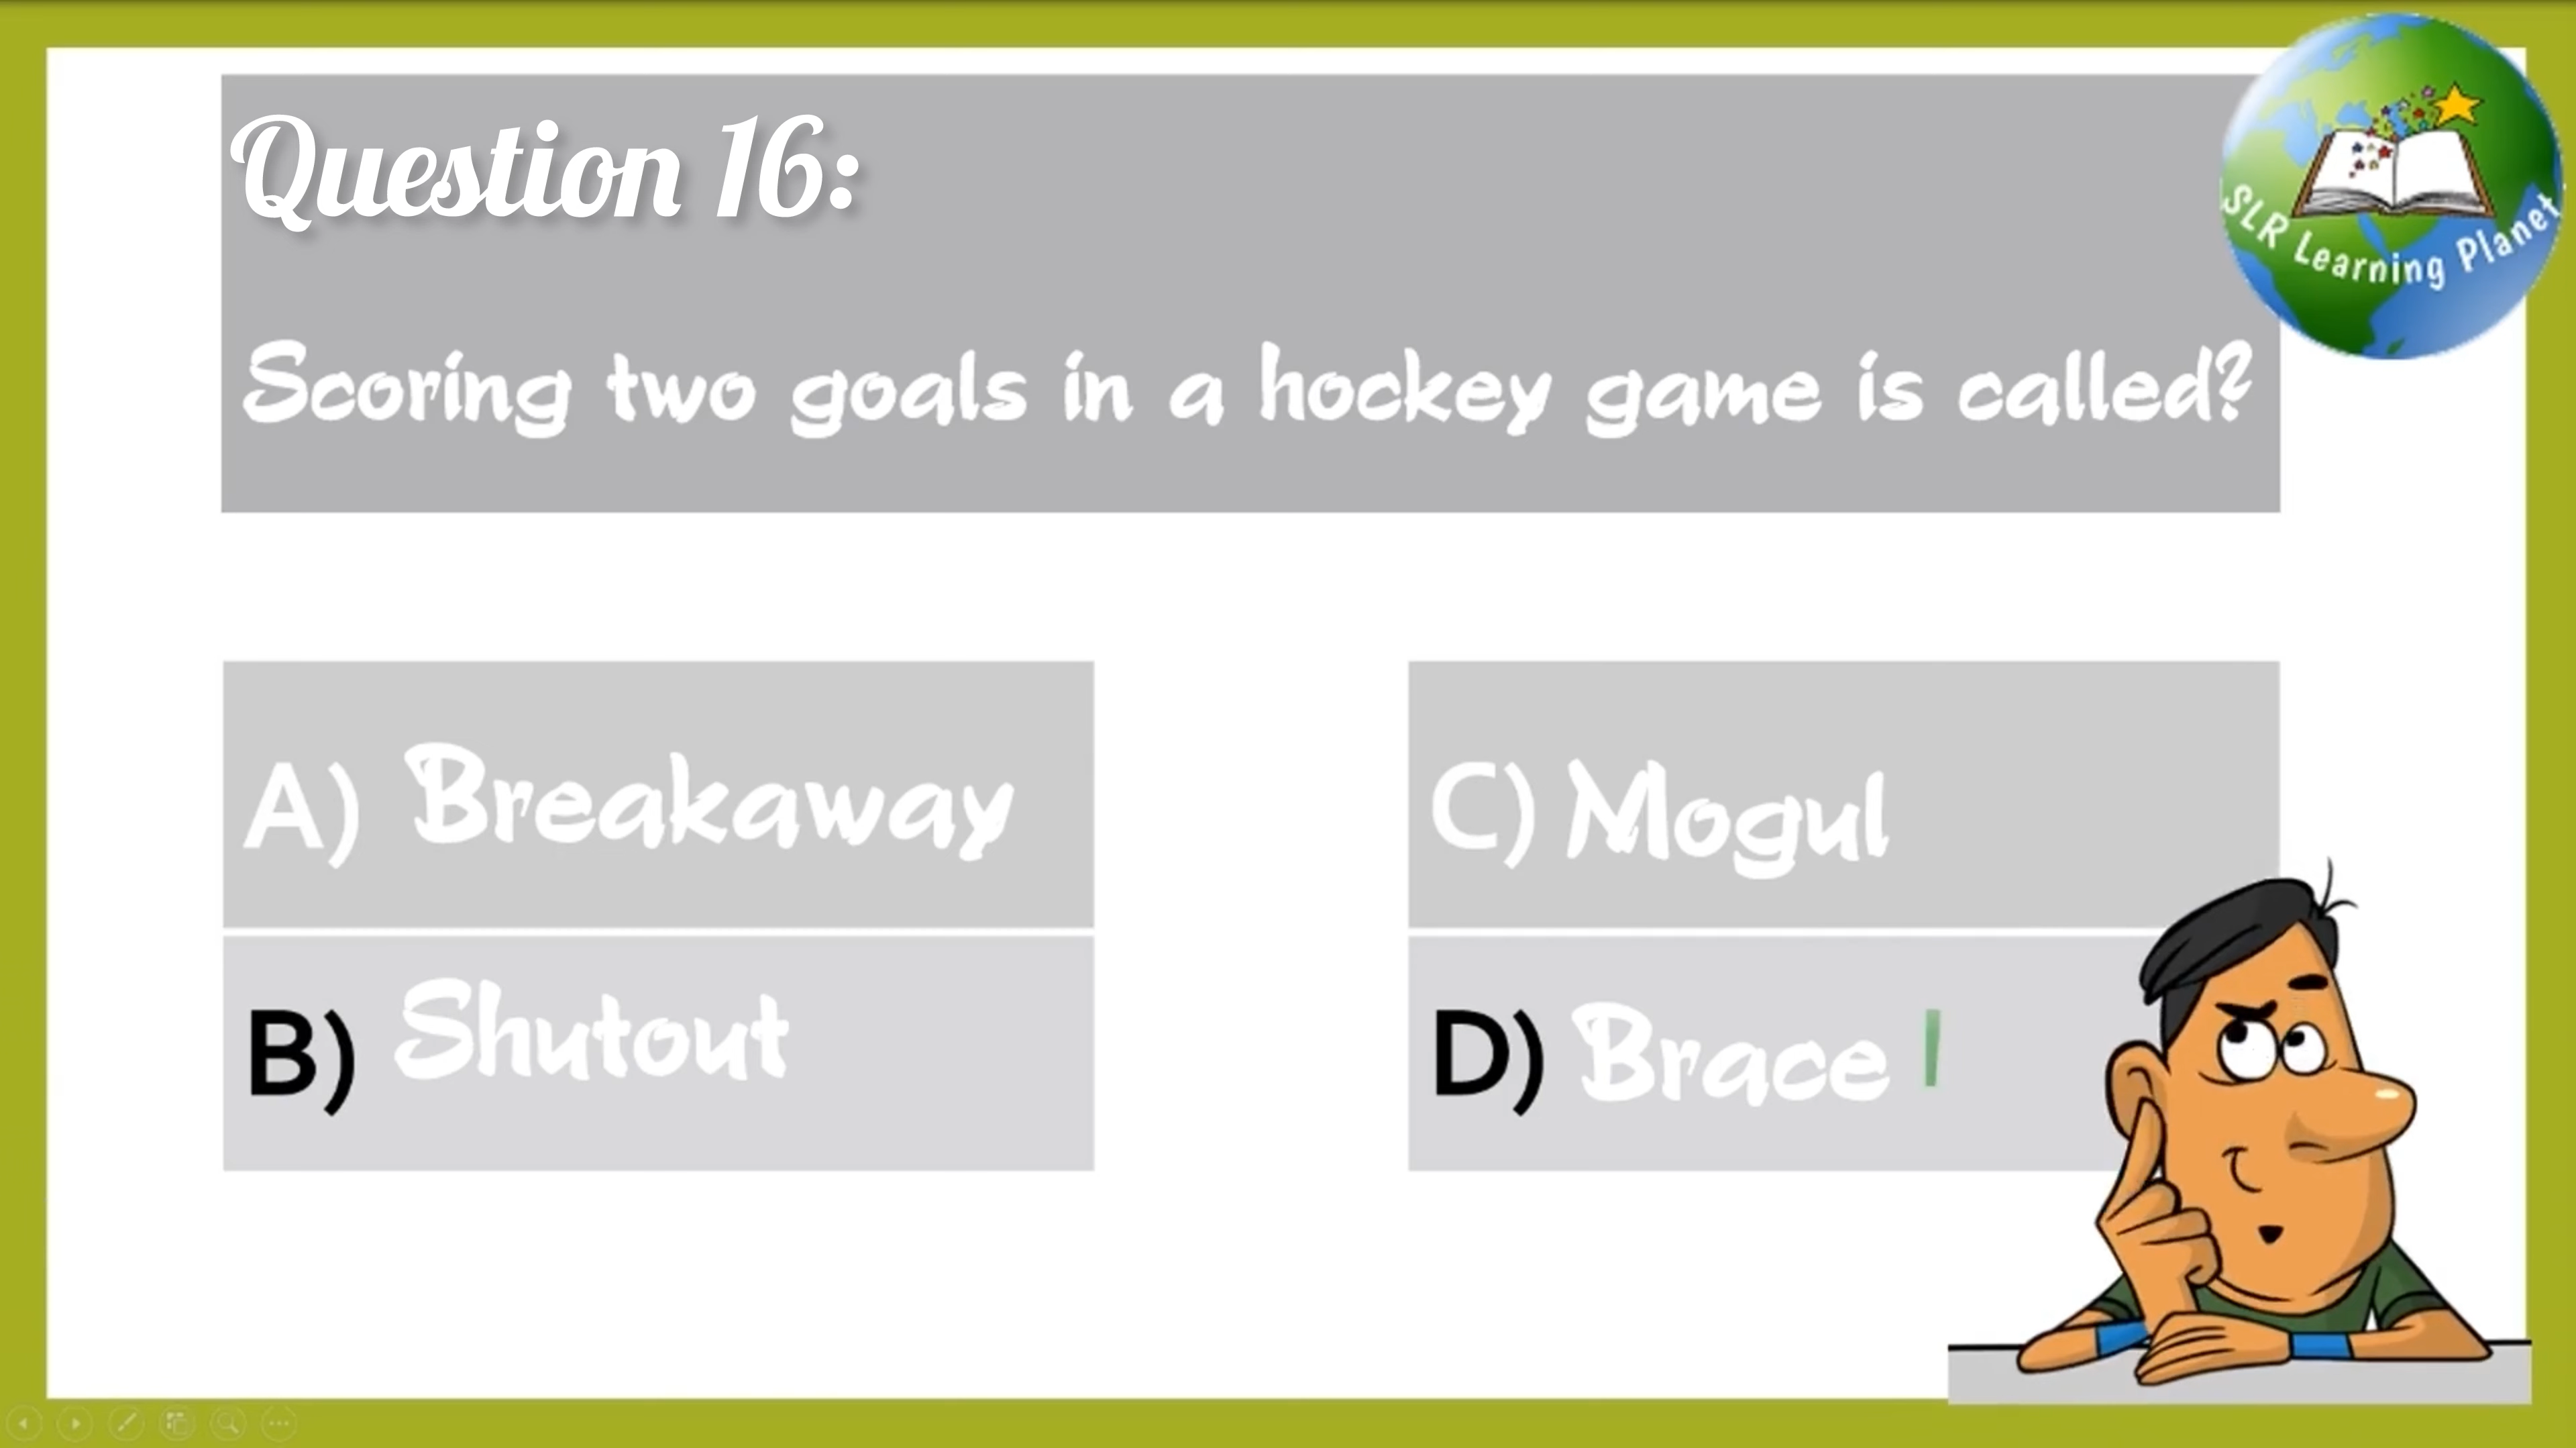 Question 16:
SLR Learning Planet
Scoring two goals in a hockey game is called?
A) Breakaway
B) Shutout
C) Mogul
D) Brace